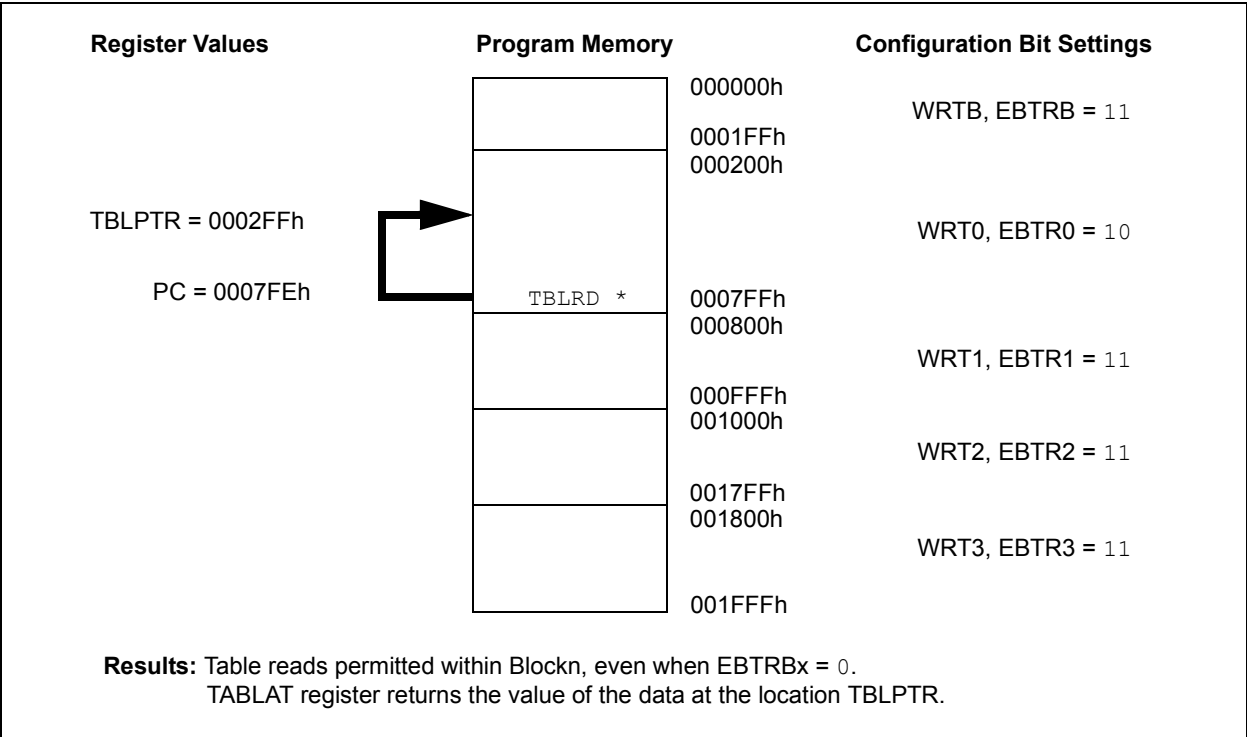 Register Values Program Memory Configuration Bit Settings
000000h
WRTB, EBTRB = 11
0001FFh
000200h
TBLPTR = 0002FFh
WRT0, EBTR0 = 10
PC = 0007FEh
TBLRD *
0007FFh
000800h
WRT1, EBTR1 = 11
000FFFh
001000h
WRT2, EBTR2 = 11
0017FFh
001800h
WRT3, EBTR3 = 11
001FFFh
Results: Table reads permitted within Blockn, even when EBTRBx = 0.
TABLAT register returns the value of the data at the location TBLPTR.